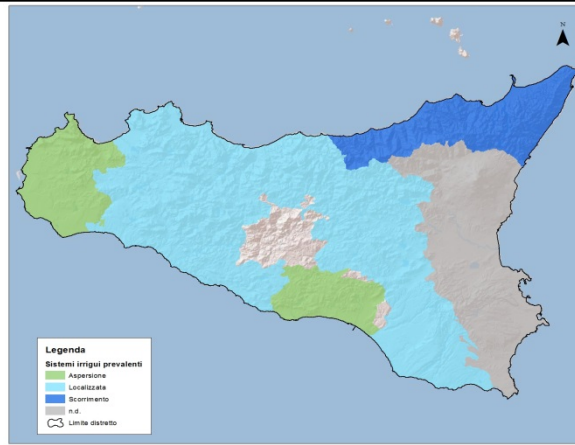 N
Legenda
Sistemi irrigui prevalenti
Aspersione
Localizzata
Scorrimento
n.d.
Limite distretto